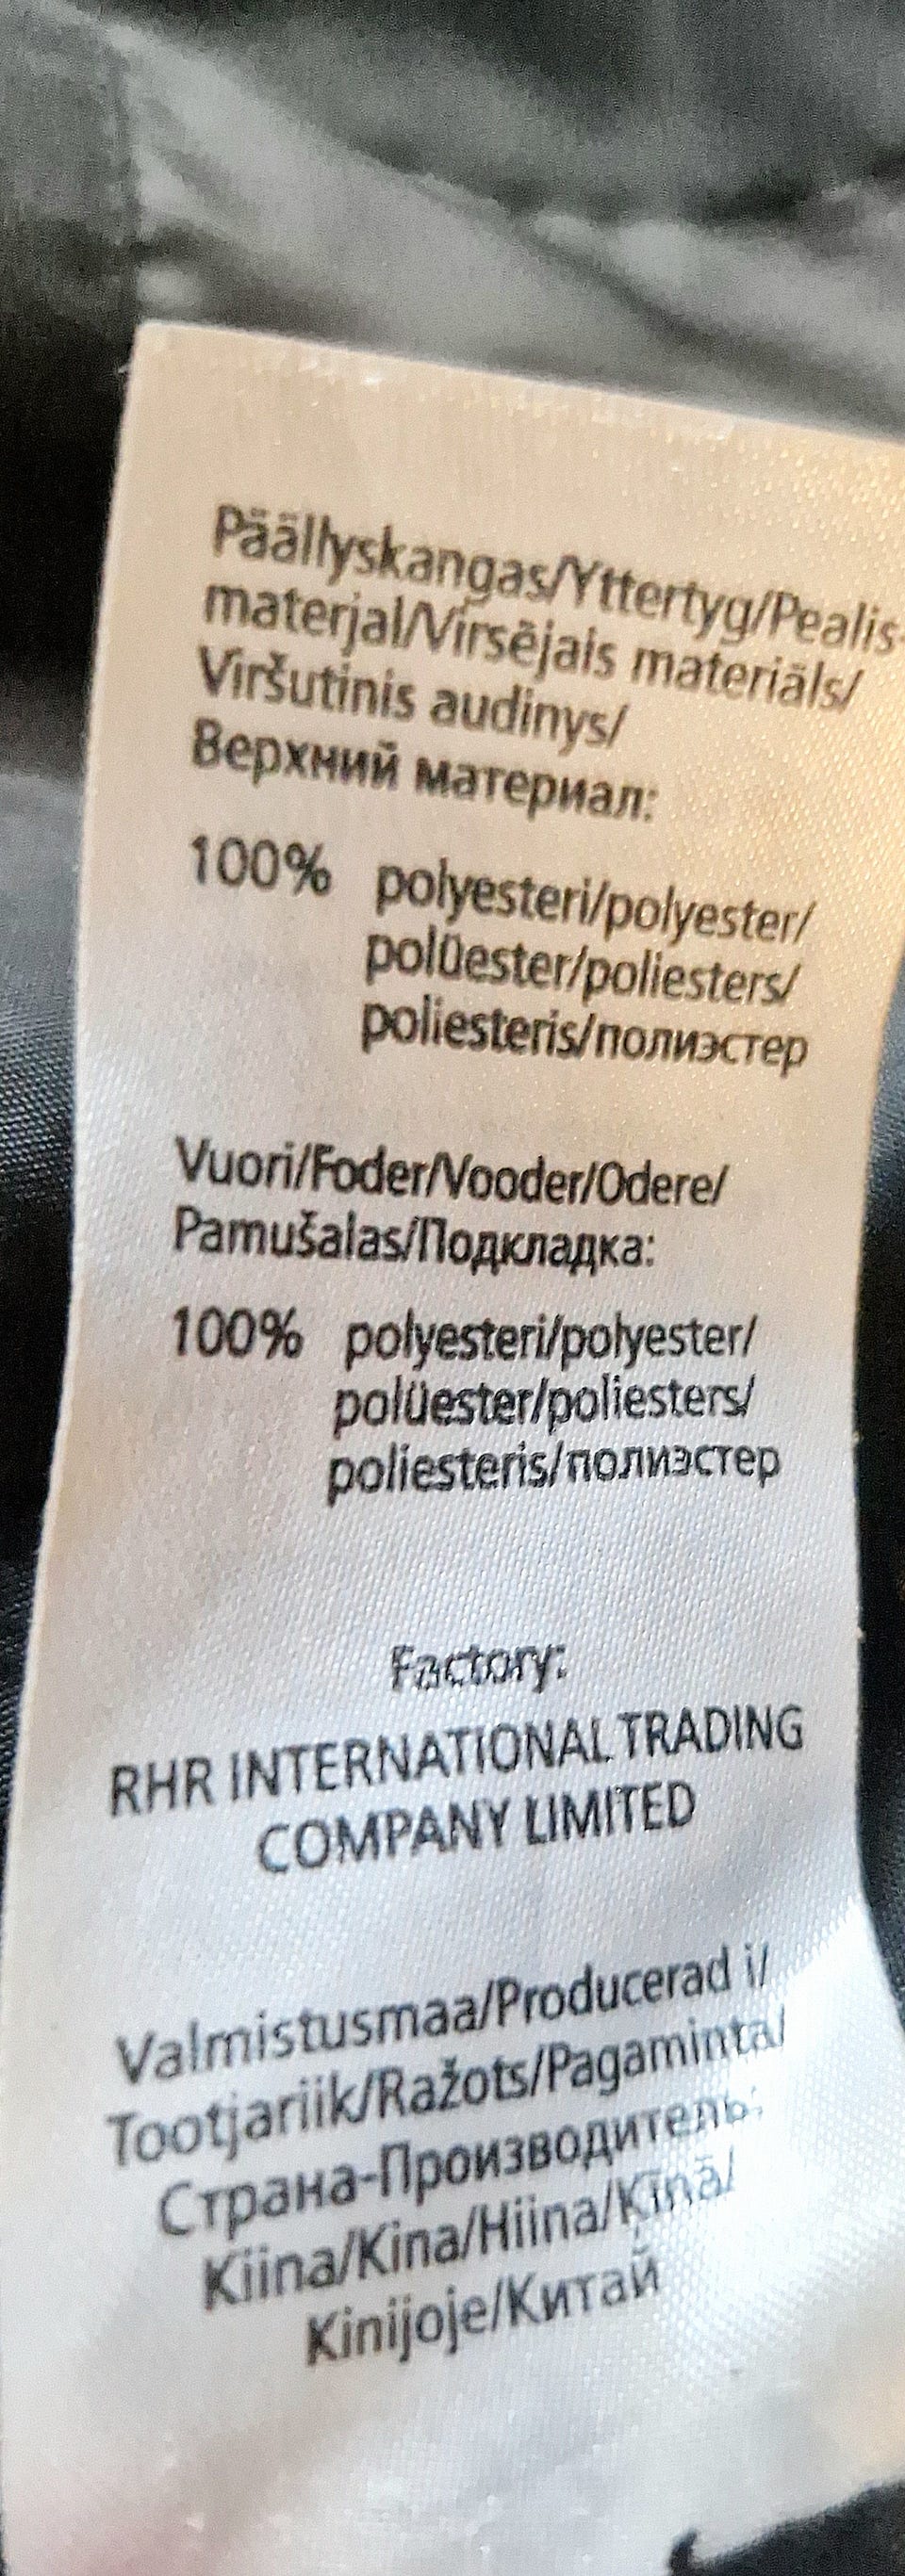 Päällyskangas/Yttertyg/Pealis-
materjal/Virsējais materiāls/
Viršutinis audinys/
Верхний материал:
100% polyesteri/polyester/
polüester/poliesters/
poliesteris/полиэстер
Vuori/Foder/Vooder/Odere/
Pamušalas/Подкладка:
100% polyesteri/polyester/
polüester/poliesters/
poliesteris/полиэстер
Factory:
RHR INTERNATIONAL TRADING
COMPANY LIMITED
Valmistusmaa/Producerad i/
Tootjariik/Ražots/Pagaminta/
Страна-Производитель:
Kiina/Kina/Hiina/Ķīnā/
Kinijoje/Китай